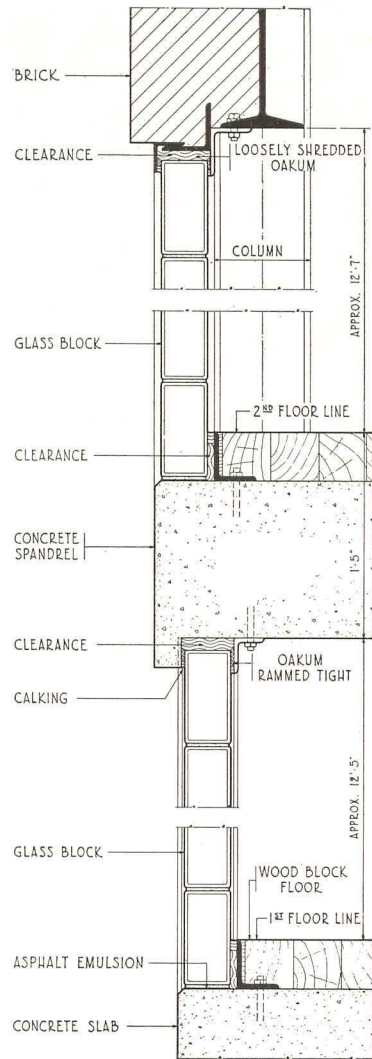 BRICK
CLEARANCE
LOOSELY SHREDDED
OAKUM
COLUMN
APPROX. 12'-7"
GLASS BLOCK
2ND FLOOR LINE
CLEARANCE
CONCRETE
SPANDREL
1'-5"
CLEARANCE
OAKUM
RAMMED TIGHT
CALKING
APPROX. 12'-5"
GLASS BLOCK
WOOD BLOCK
FLOOR
1ST FLOOR LINE
ASPHALT EMULSION
CONCRETE SLAB